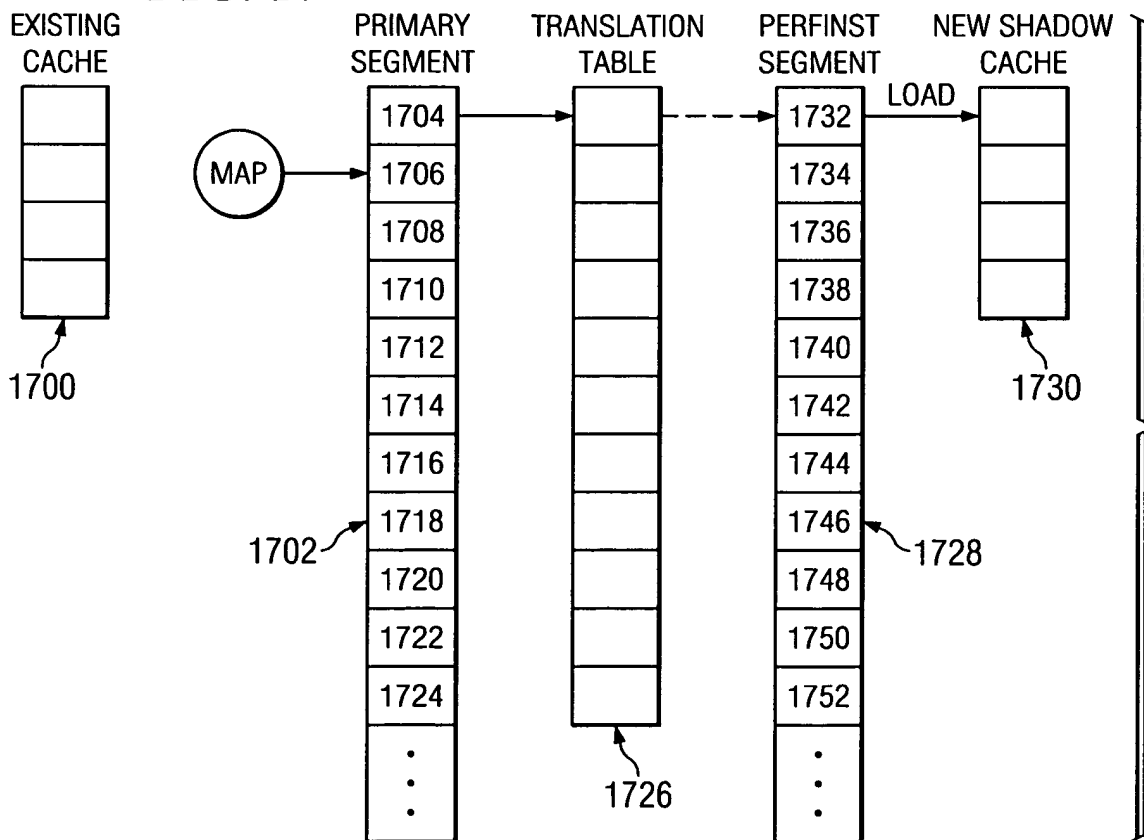 EXISTING
CACHE
PRIMARY
SEGMENT
TRANSLATION
TABLE
PERFINST
SEGMENT
NEW SHADOW
CACHE
LOAD
MAP
1704
1706
1708
1710
1712
1714
1716
1718
1720
1722
1724
1732
1734
1736
1738
1740
1742
1744
1746
1748
1750
1752
1700
1702
1726
1728
1730